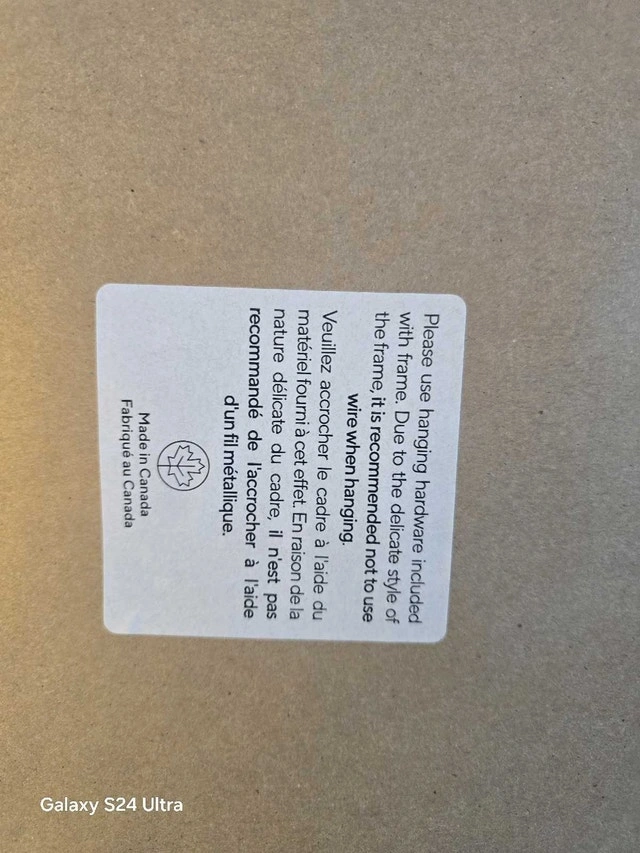 Please use hanging hardware included
with frame. Due to the delicate style of
the frame, it is recommended not to use
wire when hanging.
Veuillez accrocher le cadre à l'aide du
matériel fourni à cet effet. En raison de la
nature délicate du cadre, il n'est pas
recommandé de l'accrocher à l'aide
d'un fil métallique.
Made in Canada
Fabriqué au Canada
Galaxy S24 Ultra